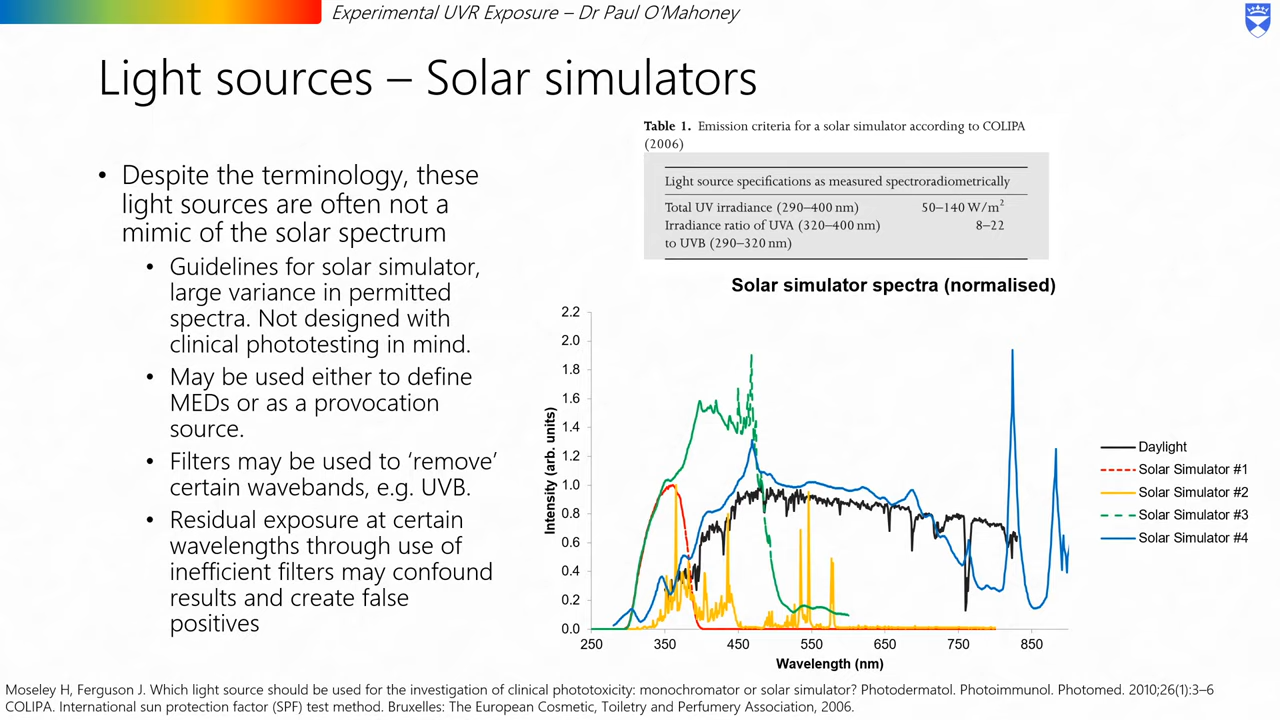 Experimental UVR Exposure – Dr Paul O’Mahoney
Light sources – Solar simulators
• Despite the terminology, these
light sources are often not a
mimic of the solar spectrum
• Guidelines for solar simulator,
large variance in permitted
spectra. Not designed with
clinical phototesting in mind.
• May be used either to define
MEDs or as a provocation
source.
• Filters may be used to ‘remove’
certain wavebands, e.g. UVB.
• Residual exposure at certain
wavelengths through use of
inefficient filters may confound
results and create false
positives
Table 1. Emission criteria for a solar simulator according to COLIPA
(2006)
Light source specifications as measured spectroradiometrically
Total UV irradiance (290–400 nm) 50–140 W/m²
Irradiance ratio of UVA (320–400 nm) 8–22
to UVB (290–320 nm)
Solar simulator spectra (normalised)
Intensity (arb. units)
2.2
2.0
1.8
1.6
1.4
1.2
1.0
0.8
0.6
0.4
0.2
0.0
250 350 450 550 650 750 850
Wavelength (nm)
Daylight
Solar Simulator #1
Solar Simulator #2
Solar Simulator #3
Solar Simulator #4
Moseley H, Ferguson J. Which light source should be used for the investigation of clinical phototoxicity: monochromator or solar simulator? Photodermatol. Photoimmunol. Photomed. 2010;26(1):3–6
COLIPA. International sun protection factor (SPF) test method. Bruxelles: The European Cosmetic, Toiletry and Perfumery Association, 2006.